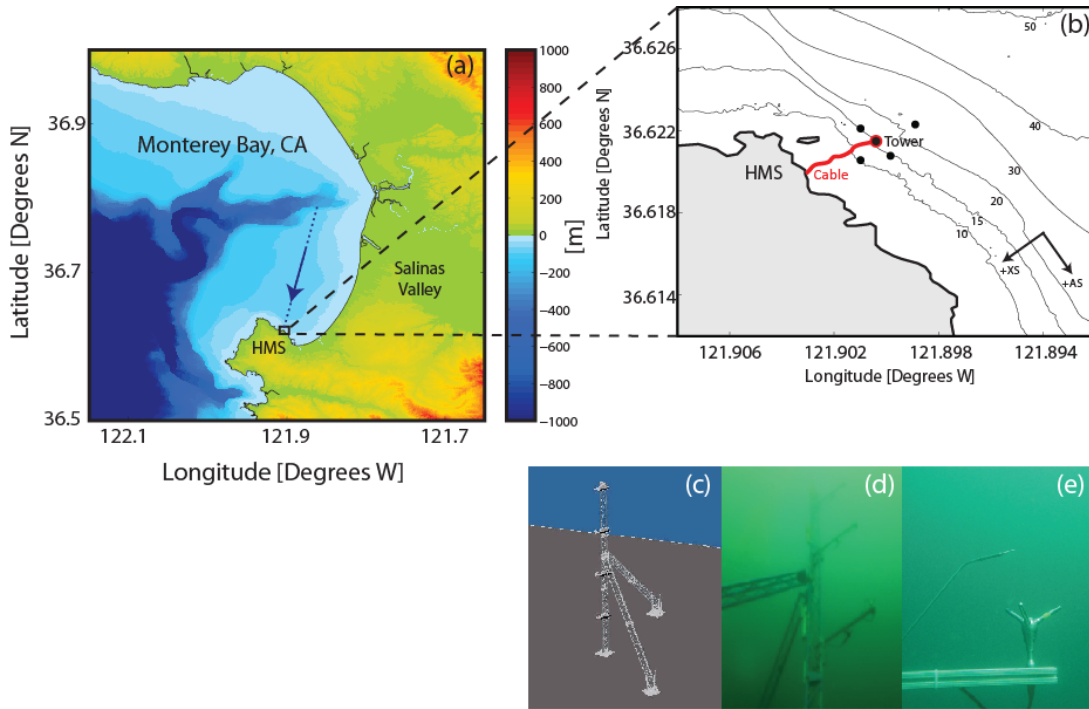 (a)
Monterey Bay, CA
Salinas
Valley
HMS
36.9
36.7
36.5
Latitude [Degrees N]
122.1
121.9
121.7
Longitude [Degrees W]
1000
800
600
400
200
0
−200
−400
−600
−800
−1000
[m]
(b)
50
40
30
20
15
10
Tower
Cable
HMS
+XS
+AS
36.626
36.622
36.618
36.614
Latitude [Degrees N]
121.906
121.902
121.898
121.894
Longitude [Degrees W]
(c)
(d)
(e)